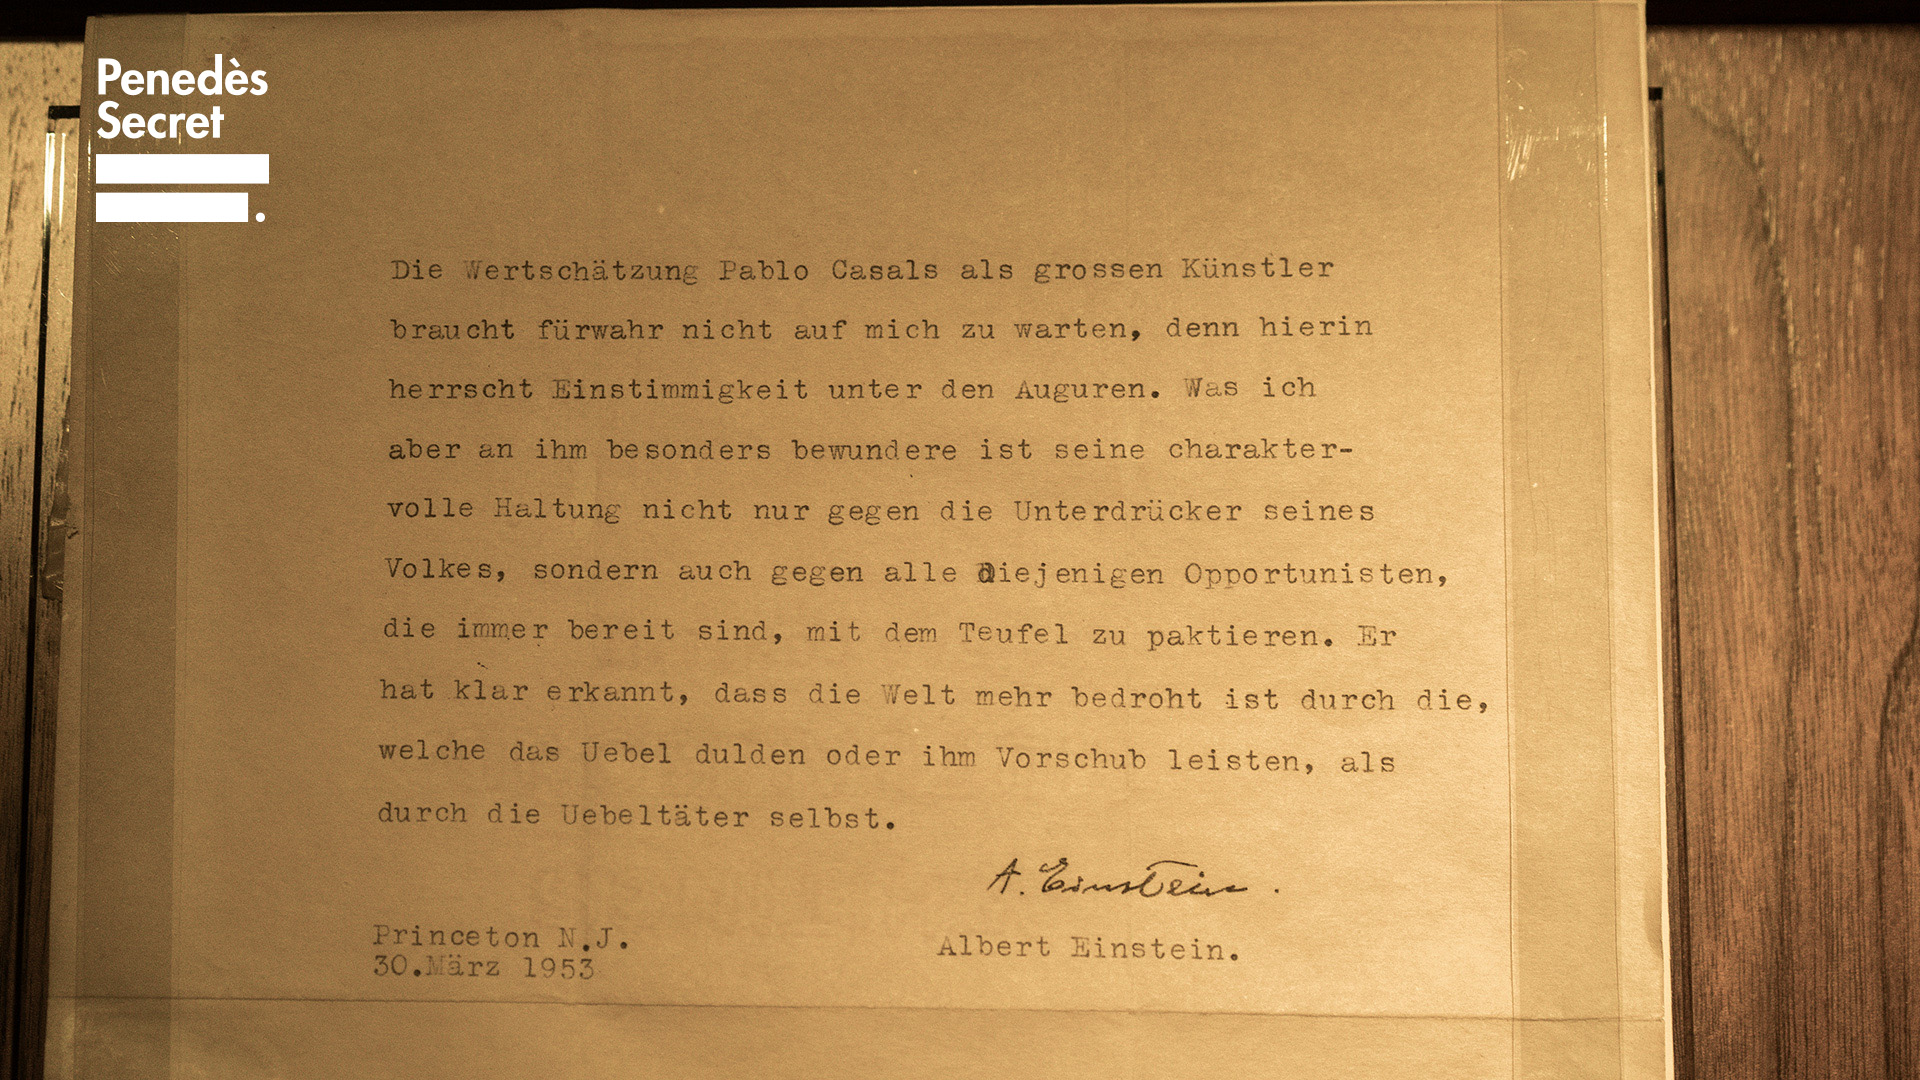 Penedès
Secret
Die Wertschätzung Pablo Casals als grossen Künstler
braucht fürwahr nicht auf mich zu warten, denn hierin
herrscht Einstimmigkeit unter den Auguren. Was ich
aber an ihm besonders bewundere ist seine charakter-
volle Haltung nicht nur gegen die Unterdrücker seines
Volkes, sondern auch gegen alle diejenigen Opportunisten,
die immer bereit sind, mit dem Teufel zu paktieren. Er
hat klar erkannt, dass die Welt mehr bedroht ist durch die,
welche das Uebel dulden oder ihm Vorschub leisten, als
durch die Uebeltäter selbst.
A. Einstein.
Princeton N.J.
30.März 1953
Albert Einstein.